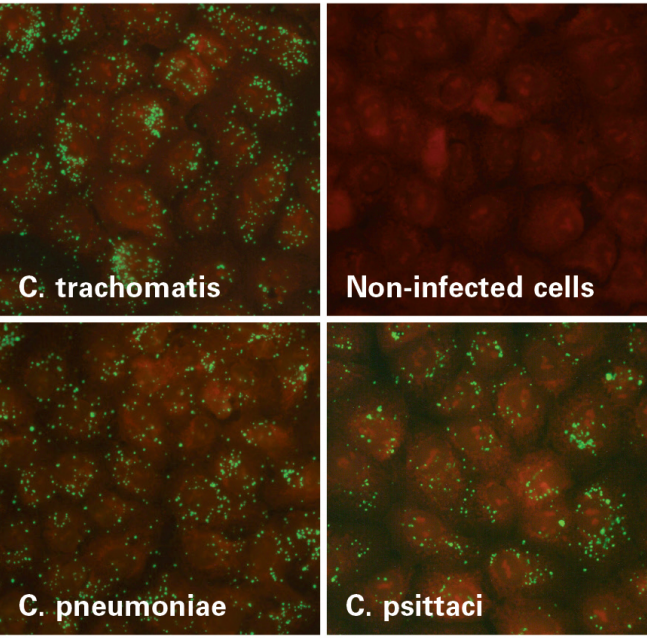 C. trachomatis
Non-infected cells
C. pneumoniae
C. psittaci